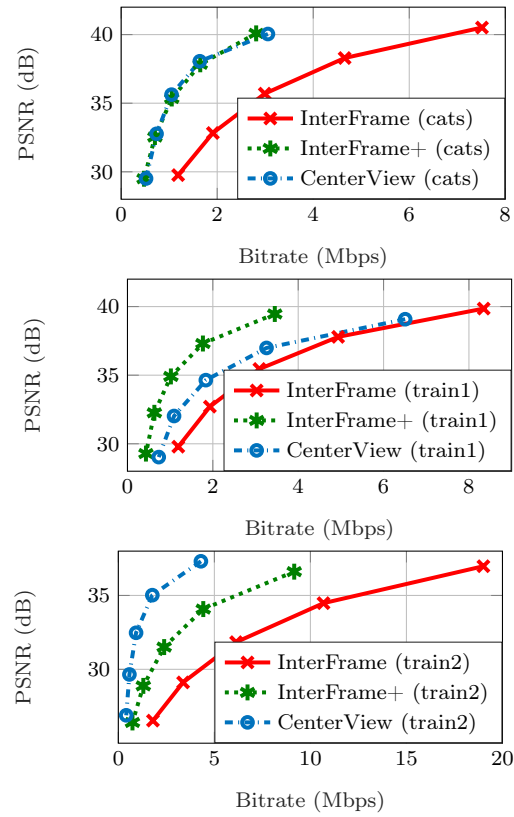 40
35
30
PSNR (dB)
InterFrame (cats)
InterFrame+ (cats)
CenterView (cats)
0 2 4 6 8
Bitrate (Mbps)
40
35
30
PSNR (dB)
InterFrame (train1)
InterFrame+ (train1)
CenterView (train1)
0 2 4 6 8
Bitrate (Mbps)
35
30
PSNR (dB)
InterFrame (train2)
InterFrame+ (train2)
CenterView (train2)
0 5 10 15 20
Bitrate (Mbps)